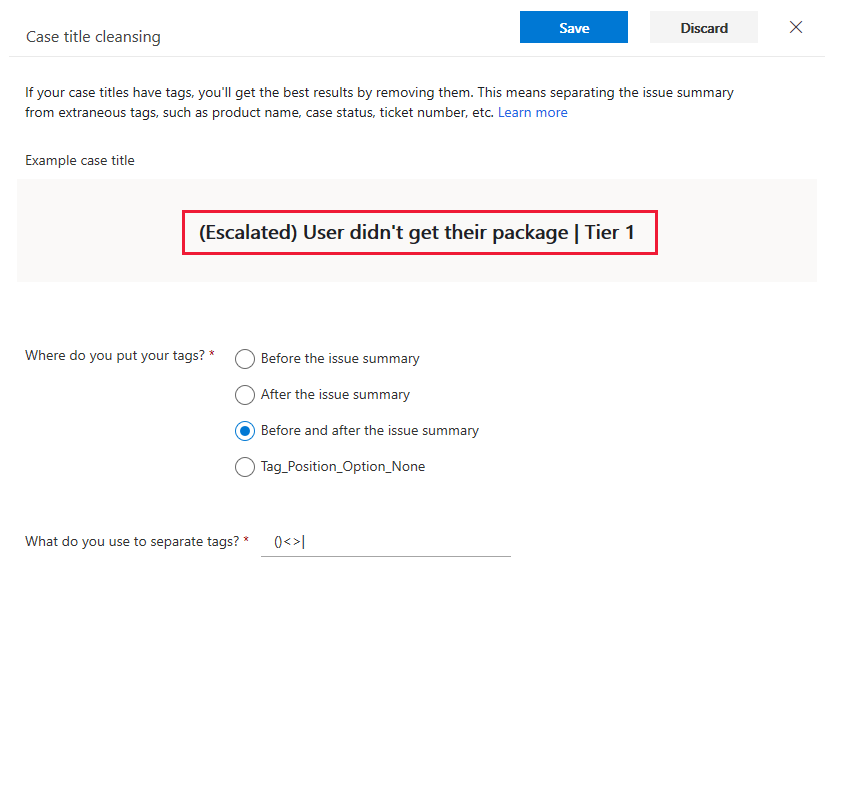 Case title cleansing
Save
Discard
If your case titles have tags, you'll get the best results by removing them. This means separating the issue summary
from extraneous tags, such as product name, case status, ticket number, etc. Learn more
Example case title
(Escalated) User didn't get their package | Tier 1
Where do you put your tags? *
Before the issue summary
After the issue summary
Before and after the issue summary
Tag_Position_Option_None
What do you use to separate tags? *
()<>|